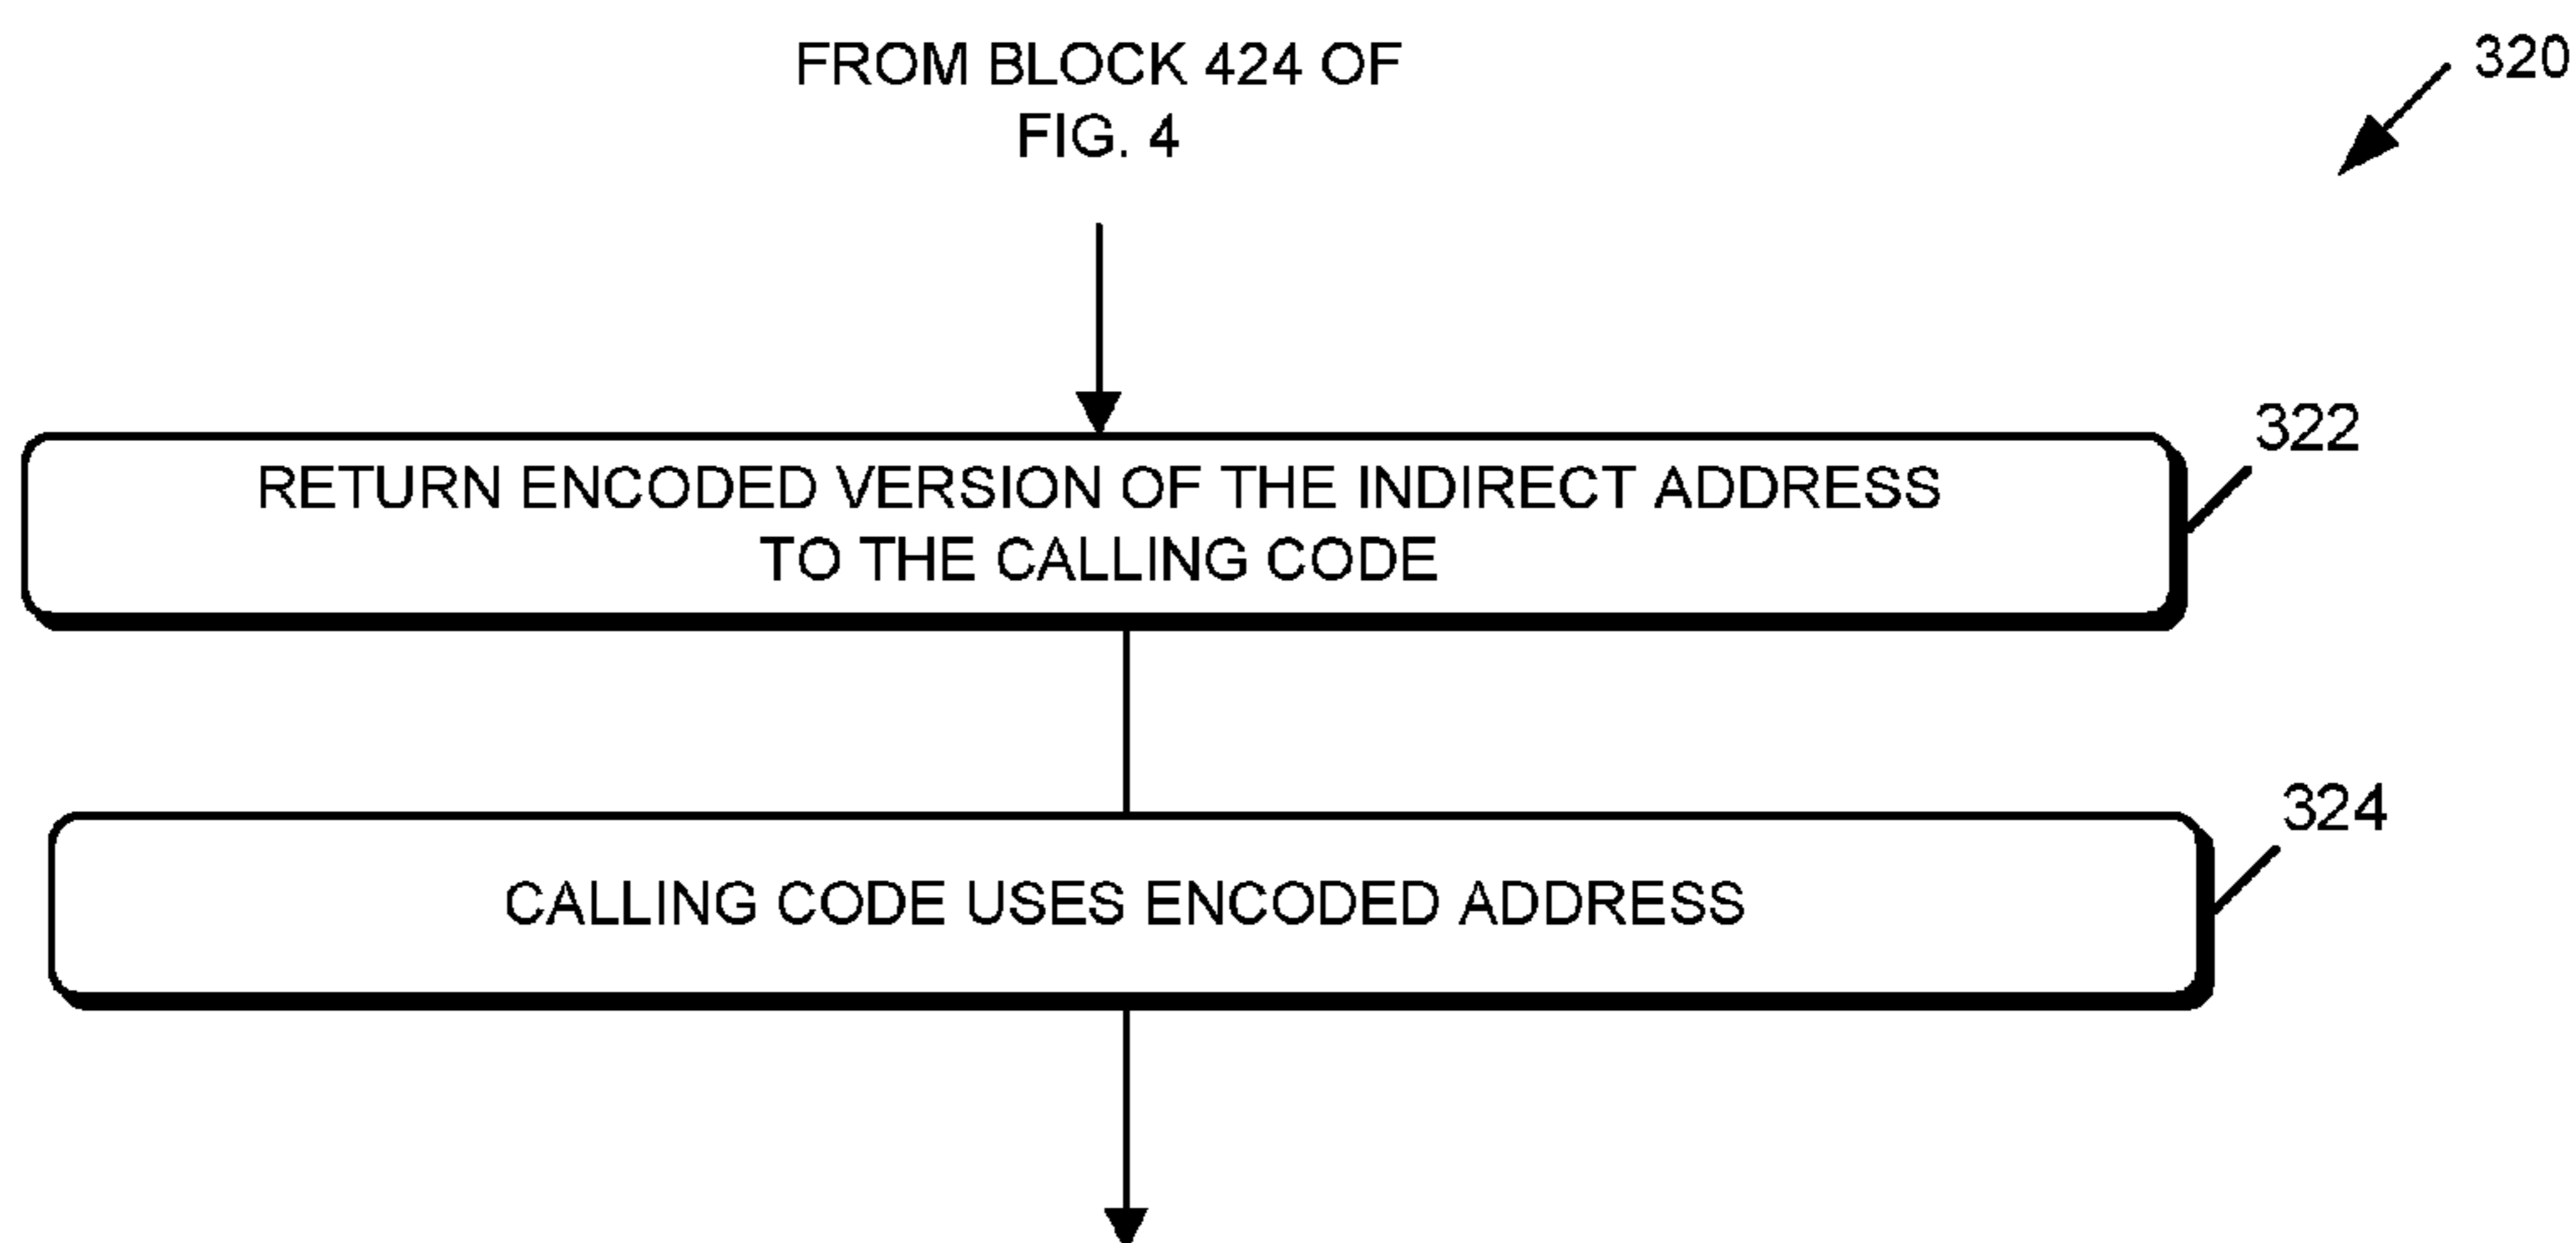 FROM BLOCK 424 OF
FIG. 4
320
322
RETURN ENCODED VERSION OF THE INDIRECT ADDRESS
TO THE CALLING CODE
324
CALLING CODE USES ENCODED ADDRESS